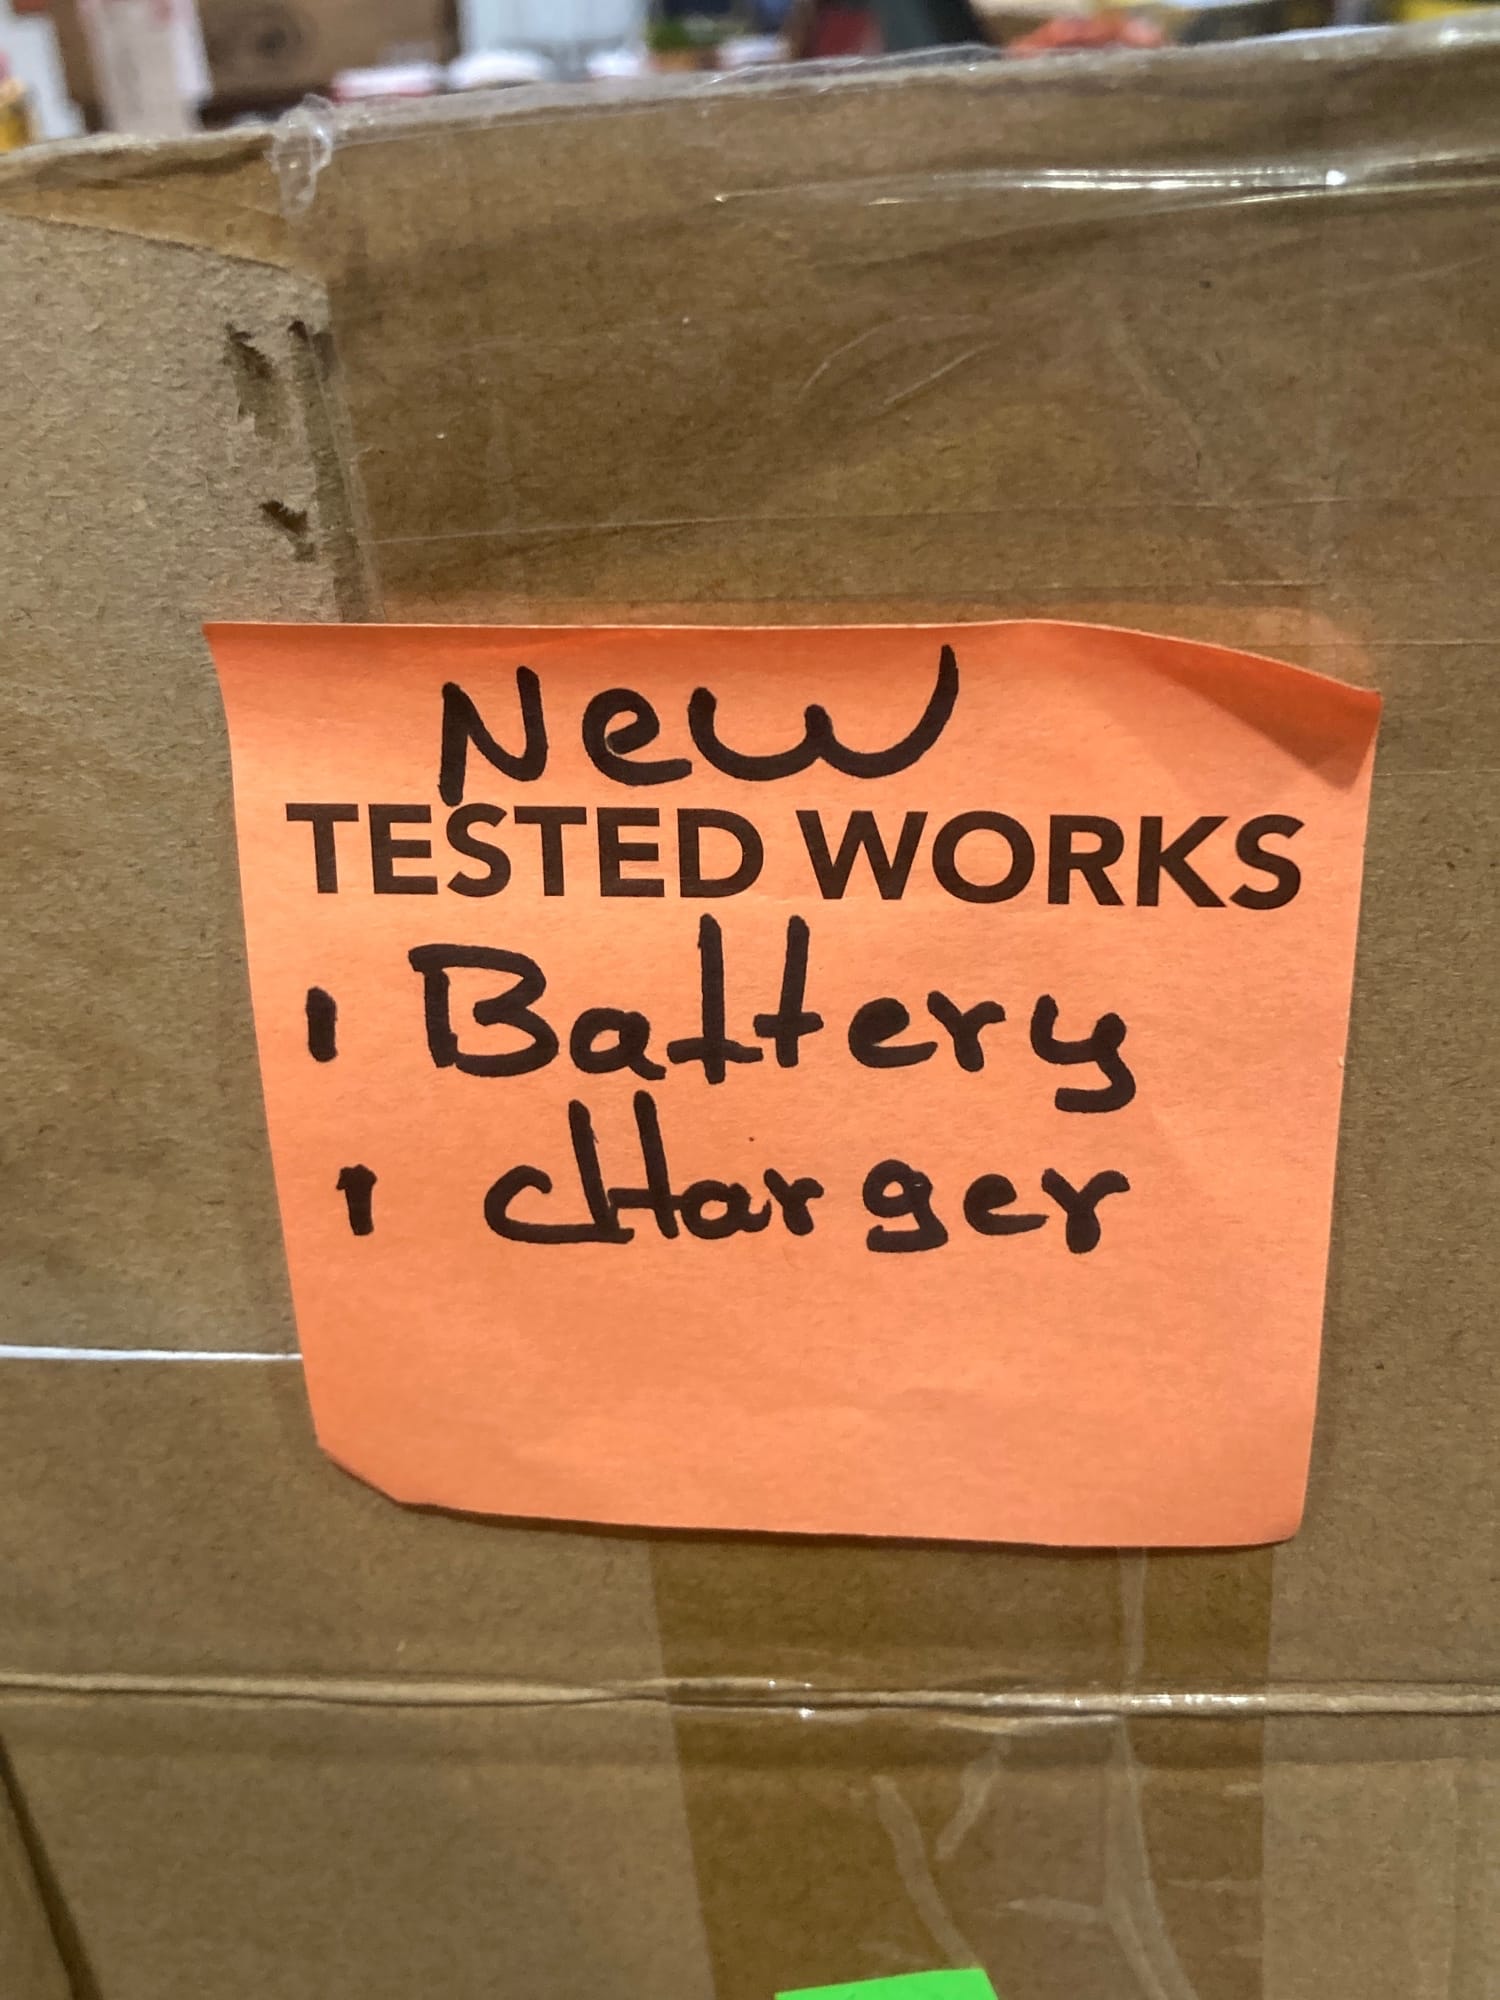 New
TESTED WORKS
1 Battery
1 cHarger